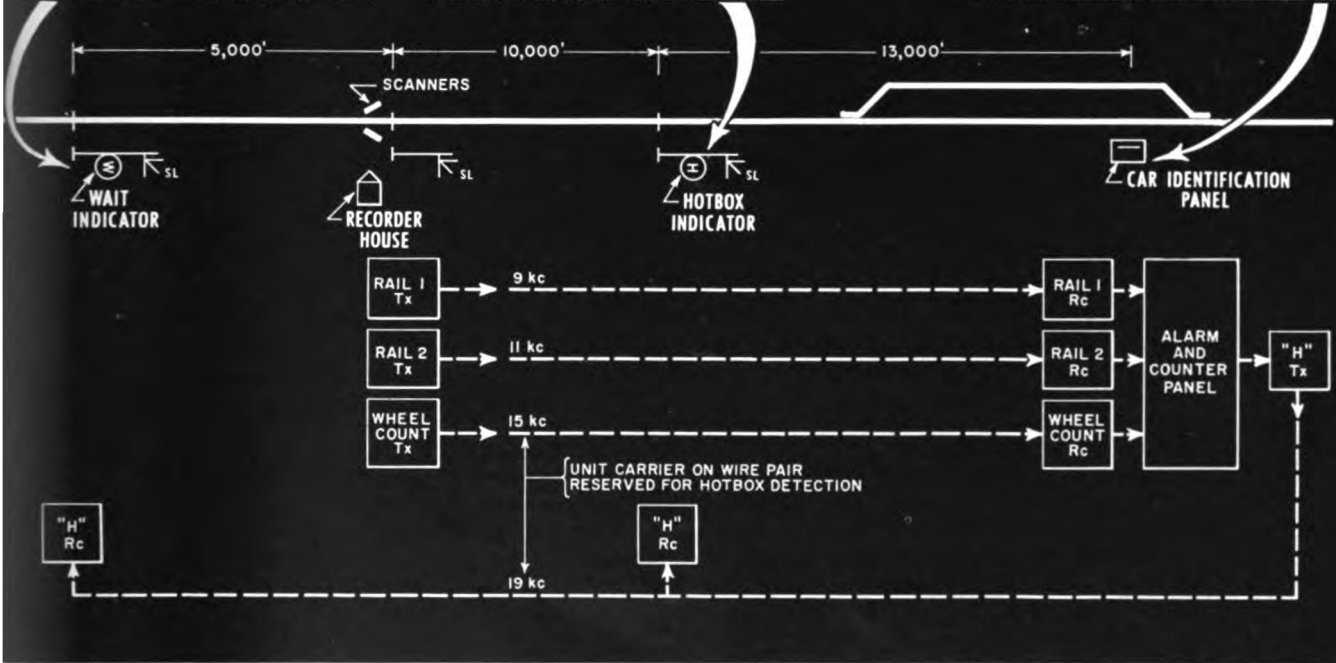 5,000'
10,000'
13,000'
SCANNERS
W
SL
SL
H
SL
WAIT
INDICATOR
RECORDER
HOUSE
HOTBOX
INDICATOR
CAR IDENTIFICATION
PANEL
RAIL 1
Tx
9 kc
RAIL 1
Rc
RAIL 2
Tx
11 kc
RAIL 2
Rc
WHEEL
COUNT
Tx
15 kc
WHEEL
COUNT
Rc
ALARM
AND
COUNTER
PANEL
"H"
Tx
UNIT CARRIER ON WIRE PAIR
RESERVED FOR HOTBOX DETECTION
"H"
Rc
"H"
Rc
19 kc